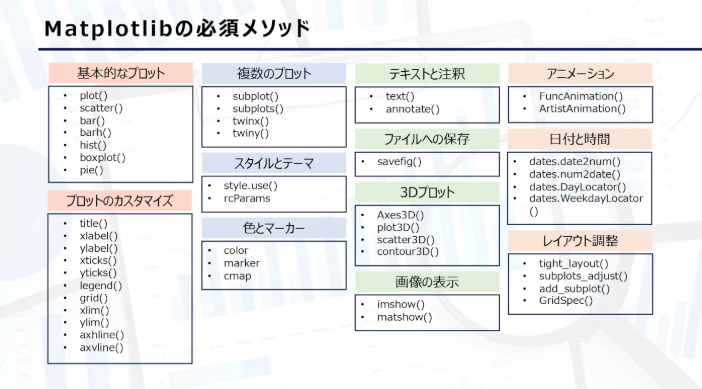 Matplotlibの必須メソッド
基本的なプロット
• plot()
• scatter()
• bar()
• barh()
• hist()
• boxplot()
• pie()
プロットのカスタマイズ
• title()
• xlabel()
• ylabel()
• xticks()
• yticks()
• legend()
• grid()
• xlim()
• ylim()
• axhline()
• axvline()
複数のプロット
• subplot()
• subplots()
• twinx()
• twiny()
スタイルとテーマ
• style.use()
• rcParams
色とマーカー
• color
• marker
• cmap
テキストと注釈
• text()
• annotate()
ファイルへの保存
• savefig()
3Dプロット
• Axes3D()
• plot3D()
• scatter3D()
• contour3D()
画像の表示
• imshow()
• matshow()
アニメーション
• FuncAnimation()
• ArtistAnimation()
日付と時間
• dates.date2num()
• dates.num2date()
• dates.DayLocator()
• dates.WeekdayLocator
()
レイアウト調整
• tight_layout()
• subplots_adjust()
• add_subplot()
• GridSpec()